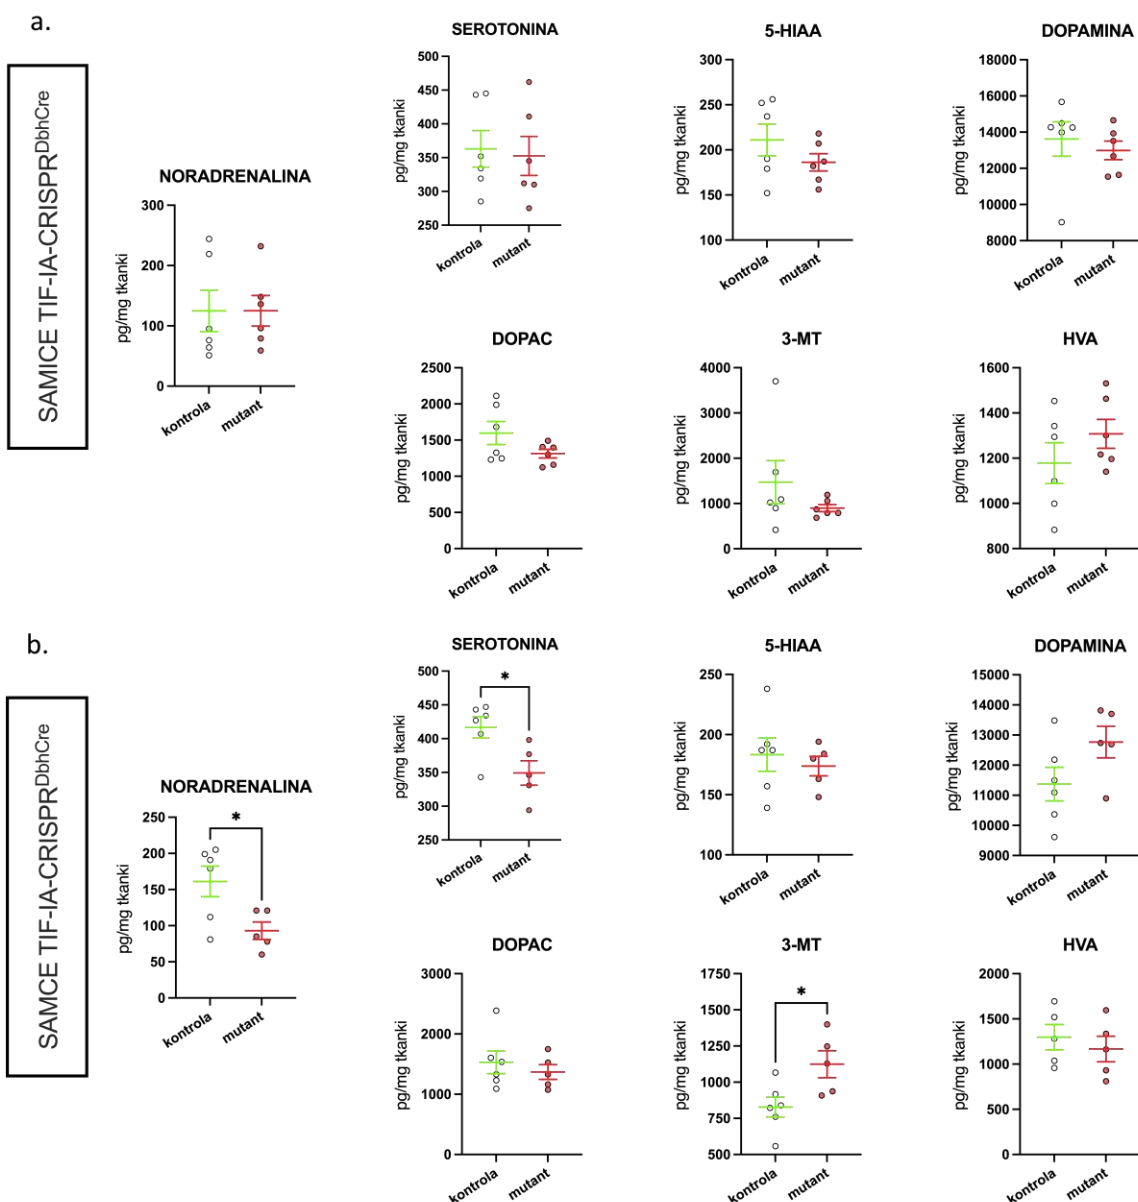 a.
SAMICE TIF-IA-CRISPRDbhCre
NORADRENALINA
pg/mg tkanki
300
200
100
0
kontrola
mutant
SEROTONINA
pg/mg tkanki
500
450
400
350
300
250
kontrola
mutant
5-HIAA
pg/mg tkanki
300
250
200
150
100
kontrola
mutant
DOPAMINA
pg/mg tkanki
18000
16000
14000
12000
10000
8000
kontrola
mutant
DOPAC
pg/mg tkanki
2500
2000
1500
1000
500
0
kontrola
mutant
3-MT
pg/mg tkanki
4000
3000
2000
1000
0
kontrola
mutant
HVA
pg/mg tkanki
1600
1400
1200
1000
800
kontrola
mutant
b.
SAMCE TIF-IA-CRISPRDbhCre
NORADRENALINA
pg/mg tkanki
250
200
150
100
50
0
*
kontrola
mutant
SEROTONINA
pg/mg tkanki
500
450
400
350
300
250
*
kontrola
mutant
5-HIAA
pg/mg tkanki
250
200
150
100
kontrola
mutant
DOPAMINA
pg/mg tkanki
15000
14000
13000
12000
11000
10000
9000
kontrola
mutant
DOPAC
pg/mg tkanki
3000
2000
1000
0
kontrola
mutant
3-MT
pg/mg tkanki
1750
1500
1250
1000
750
500
*
kontrola
mutant
HVA
pg/mg tkanki
2000
1500
1000
500
0
kontrola
mutant